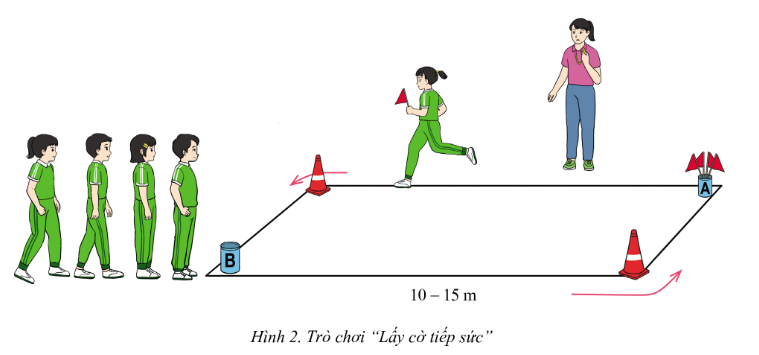 A
B
10 – 15 m
Hình 2. Trò chơi “Lấy cờ tiếp sức”